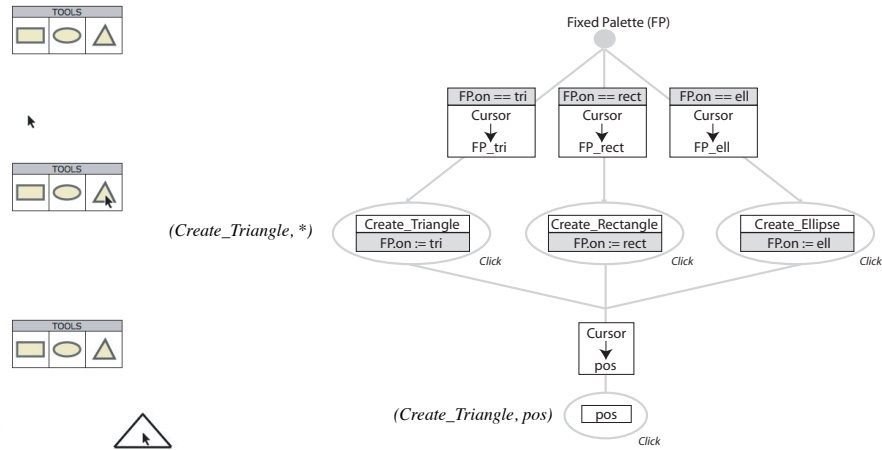 TOOLS
Fixed Palette (FP)
FP.on == tri
FP.on == rect
FP.on == ell
Cursor
FP_tri
Cursor
FP_rect
Cursor
FP_ell
TOOLS
(Create_Triangle, *)
Create_Triangle
FP.on := tri
Click
Create_Rectangle
FP.on := rect
Click
Create_Ellipse
FP.on := ell
Click
TOOLS
Cursor
pos
(Create_Triangle, pos)
pos
Click